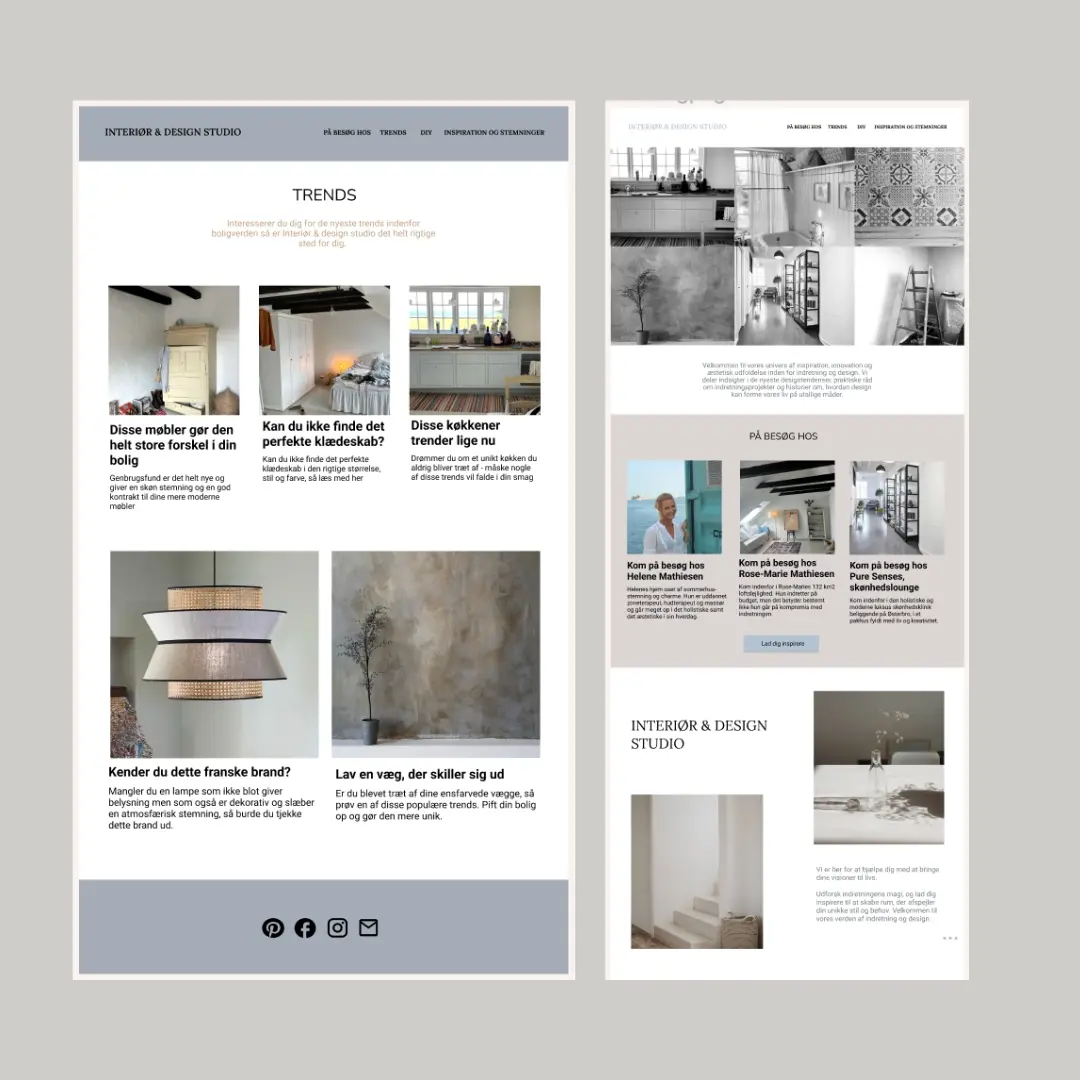 INTERIØR & DESIGN STUDIO
PÅ BESØG HOS
TRENDS
DIY
INSPIRATION OG STEMNINGER
TRENDS
Interesserer du dig for de nyeste trends indenfor
boligverden så er Interiør & design studio det helt rigtige
sted for dig.
Disse møbler gør den
helt store forskel i din
bolig
Genbrugsfund er det helt nye og
giver en skøn stemning og en god
kontrakt til dine mere moderne
møbler
Kan du ikke finde det
perfekte klædeskab?
Kan du ikke finde det perfekte
klædeskab i den rigtige størrelse,
stil og farve, så læs med her
Disse køkkener
trender lige nu
Drømmer du om et unikt køkken du
aldrig bliver træt af - måske nogle
af disse trends vil falde i din smag
Kender du dette franske brand?
Mangler du en lampe som ikke blot giver
belysning men som også er dekorativ og slæber
en atmosfærisk stemning, så burde du tjekke
dette brand ud.
Lav en væg, der skiller sig ud
Er du blevet træt af dine ensfarvede vægge, så
prøv en af disse populære trends. Pift din bolig
op og gør den mere unik.
INTERIØR & DESIGN STUDIO
PÅ BESØG HOS
TRENDS
DIY
INSPIRATION OG STEMNINGER
Velkommen til vores univers af inspiration, innovation og
æstetisk udfoldelse inden for indretning og design. Vi
deler indsigter i de nyeste designtendenser, praktiske råd
om indretningsprojekter og historier om, hvordan design
kan forme vores liv på utallige måder.
PÅ BESØG HOS
Kom på besøg hos
Helene Mathiesen
Helenes hjem oser af sommerhus-
stemning og charme. Hun er uddannet
zoneterapeut, hudterapeut og massør
og går meget op i det holistiske samt
det æstetiske i sin hverdag.
Kom på besøg hos
Rose-Marie Mathiesen
Kom indenfor i Rose-Maries 132 km2
loftslejlighed. Hun indretter på
budget, men det betyder bestemt
ikke hun går på kompromis med
indretningen.
Kom på besøg hos
Pure Senses,
skønhedslounge
Kom indenfor i den holistiske og
moderne luksus skønhedsklinik
beliggende på Østerbro, i et
pakhus fyldt med liv og kreativitet.
Lad dig inspirere
INTERIØR & DESIGN
STUDIO
Vi er her for at hjælpe dig med at bringe
dine visioner til live.
Udforsk indretningens magi, og lad dig
inspirere til at skabe rum, der afspejler
din unikke stil og behov. Velkommen til
vores verden af indretning og design